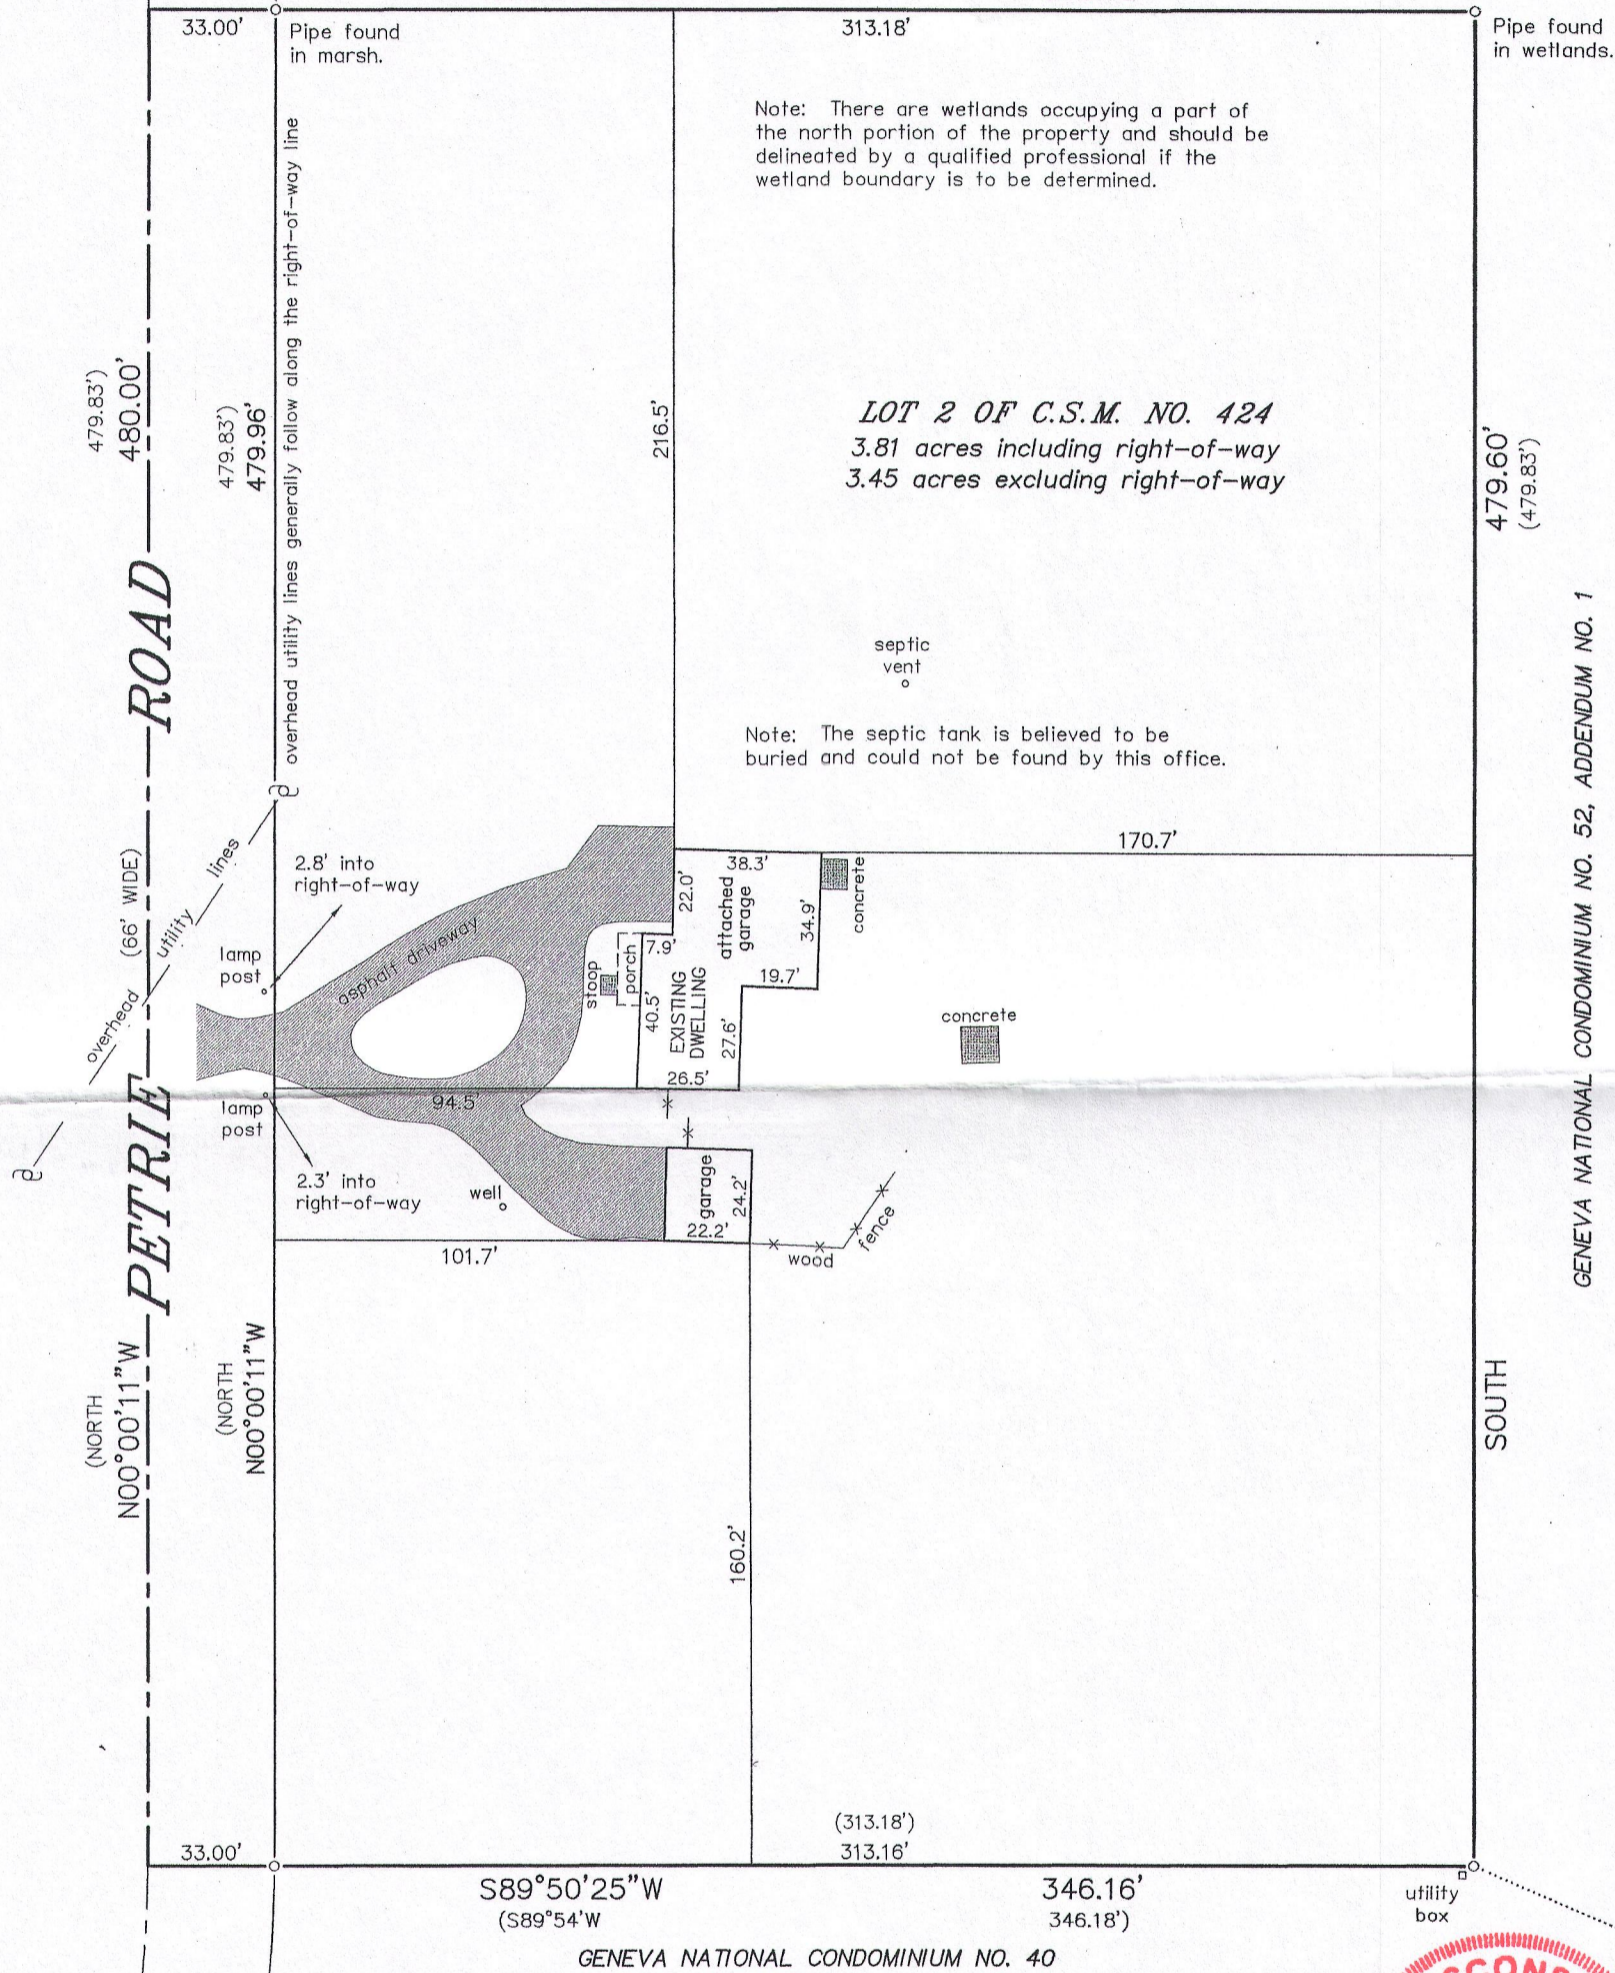 33.00'
Pipe found
in marsh.
313.18'
Pipe found
in wetlands.
Note: There are wetlands occupying a part of
the north portion of the property and should be
delineated by a qualified professional if the
wetland boundary is to be determined.
overhead utility lines generally follow along the right-of-way line
479.83')
480.00'
479.83')
479.96'
216.5'
LOT 2 OF C.S.M. NO. 424
3.81 acres including right-of-way
3.45 acres excluding right-of-way
479.60'
(479.83')
PETRIE ROAD
(66' WIDE)
GENEVA NATIONAL CONDOMINIUM NO. 52, ADDENDUM NO. 1
septic
vent
Note: The septic tank is believed to be
buried and could not be found by this office.
overhead utility lines
2.8' into
right-of-way
170.7'
38.3'
22.0'
attached
garage
34.9'
concrete
lamp
post
asphalt driveway
stoop
porch
7.9'
40.5'
EXISTING
DWELLING
27.6'
19.7'
26.5'
concrete
94.5'
lamp
post
2.3' into
right-of-way
well
garage
24.2'
22.2'
wood
fence
101.7'
(NORTH
N00°00'11"W
(NORTH
N00°00'11"W
SOUTH
160.2'
(313.18')
313.16'
33.00'
S89°50'25"W
346.16'
(S89°54'W
346.18')
utility
box
GENEVA NATIONAL CONDOMINIUM NO. 40
SCONS